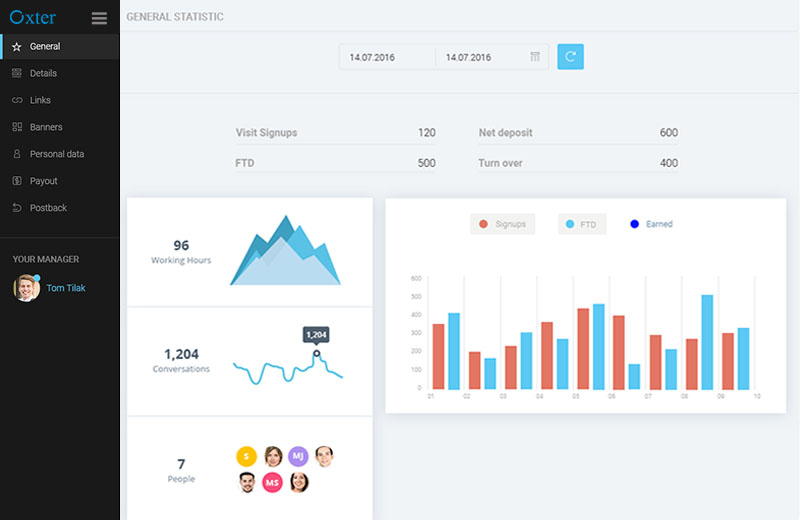 Oxter
General
Details
Links
Banners
Personal data
Payout
Postback
YOUR MANAGER
Tom Tilak
GENERAL STATISTIC
14.07.2016 14.07.2016
Visit Signups 120
Net deposit 600
FTD 500
Turn over 400
96
Working Hours
1,204
Conversations
1,204
7
People
S
MJ
MS
Signups FTD Earned
600
500
400
300
200
100
0
01 02 03 04 05 06 07 08 09 10